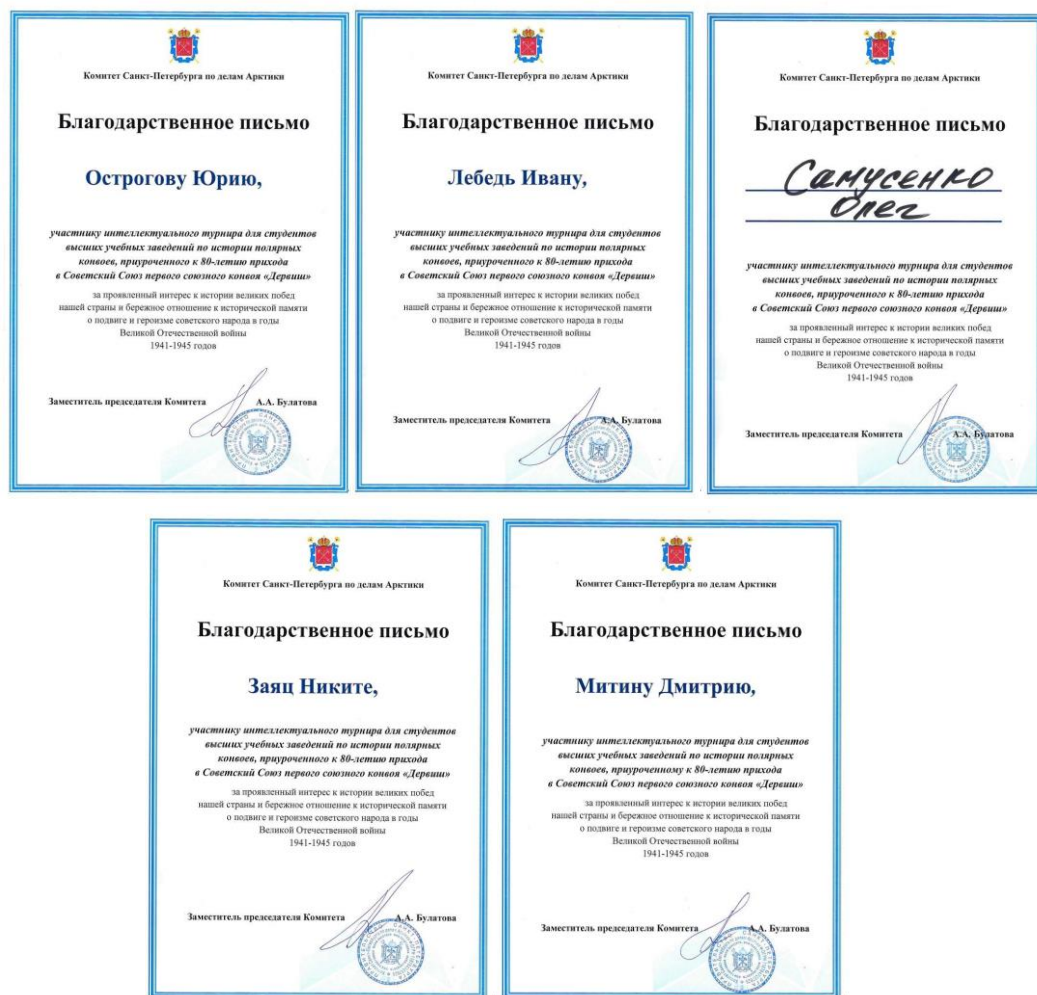 Комитет Санкт-Петербурга по делам Арктики
Благодарственное письмо
Острогову Юрию,
участнику интеллектуального турнира для студентов
высших учебных заведений по истории полярных
конвоев, приуроченного к 80-летию прихода
в Советский Союз первого союзного конвоя «Дервиш»
за проявленный интерес к истории великих побед
нашей страны и бережное отношение к исторической памяти
о подвиге и героизме советского народа в годы
Великой Отечественной войны
1941-1945 годов
Заместитель председателя Комитета А.А. Булатова
Комитет Санкт-Петербурга по делам Арктики
Благодарственное письмо
Лебедь Ивану,
участнику интеллектуального турнира для студентов
высших учебных заведений по истории полярных
конвоев, приуроченного к 80-летию прихода
в Советский Союз первого союзного конвоя «Дервиш»
за проявленный интерес к истории великих побед
нашей страны и бережное отношение к исторической памяти
о подвиге и героизме советского народа в годы
Великой Отечественной войны
1941-1945 годов
Заместитель председателя Комитета А.А. Булатова
Комитет Санкт-Петербурга по делам Арктики
Благодарственное письмо
Самусенко
Олег
участнику интеллектуального турнира для студентов
высших учебных заведений по истории полярных
конвоев, приуроченного к 80-летию прихода
в Советский Союз первого союзного конвоя «Дервиш»
за проявленный интерес к истории великих побед
нашей страны и бережное отношение к исторической памяти
о подвиге и героизме советского народа в годы
Великой Отечественной войны
1941-1945 годов
Заместитель председателя Комитета А.А. Булатова
Комитет Санкт-Петербурга по делам Арктики
Благодарственное письмо
Заяц Никите,
участнику интеллектуального турнира для студентов
высших учебных заведений по истории полярных
конвоев, приуроченного к 80-летию прихода
в Советский Союз первого союзного конвоя «Дервиш»
за проявленный интерес к истории великих побед
нашей страны и бережное отношение к исторической памяти
о подвиге и героизме советского народа в годы
Великой Отечественной войны
1941-1945 годов
Заместитель председателя Комитета А.А. Булатова
Комитет Санкт-Петербурга по делам Арктики
Благодарственное письмо
Митину Дмитрию,
участнику интеллектуального турнира для студентов
высших учебных заведений по истории полярных
конвоев, приуроченному к 80-летию прихода
в Советский Союз первого союзного конвоя «Дервиш»
за проявленный интерес к истории великих побед
нашей страны и бережное отношение к исторической памяти
о подвиге и героизме советского народа в годы
Великой Отечественной войны
1941-1945 годов
Заместитель председателя Комитета А.А. Булатова